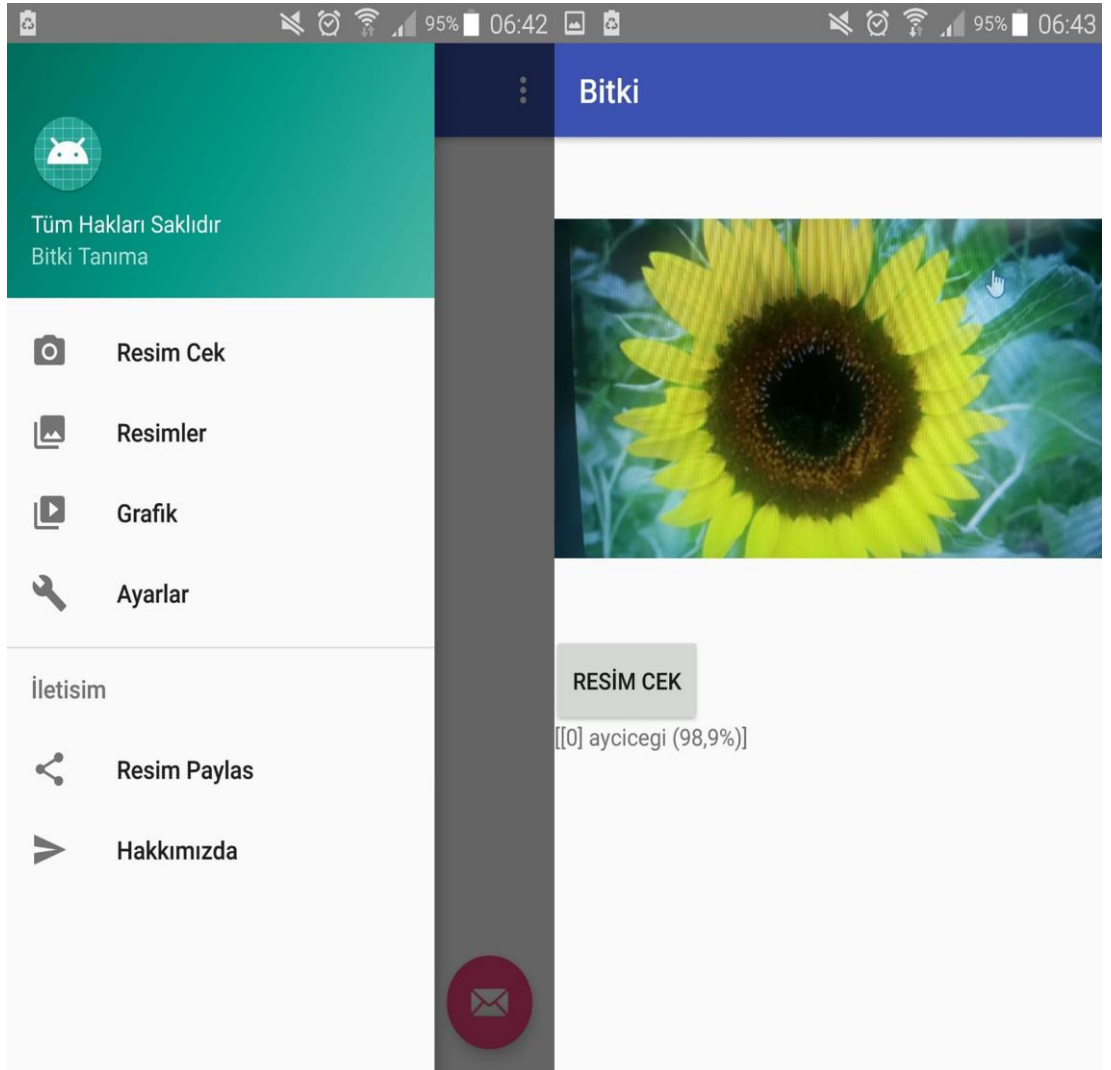 95% 06:42
Tüm Hakları Saklıdır
Bitki Tanıma
Resim Cek
Resimler
Grafik
Ayarlar
İletisim
Resim Paylas
Hakkımızda
95% 06:43
Bitki
RESİM CEK
[[0] aycicegi (98,9%)]